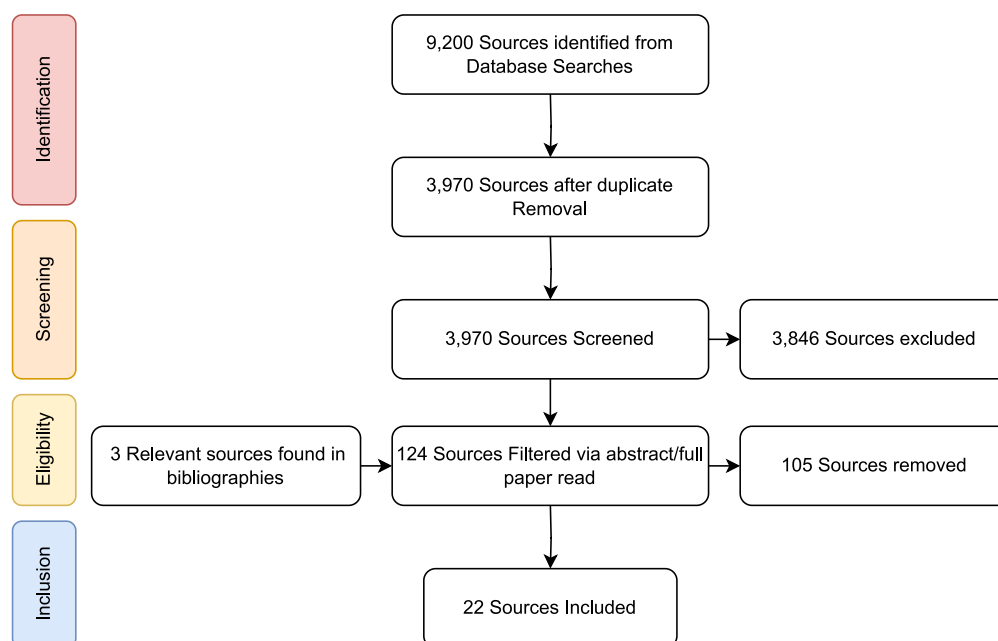 Identification
9,200 Sources identified from
Database Searches
3,970 Sources after duplicate
Removal
Screening
3,970 Sources Screened
3,846 Sources excluded
Eligibility
3 Relevant sources found in
bibliographies
124 Sources Filtered via abstract/full
paper read
105 Sources removed
Inclusion
22 Sources Included